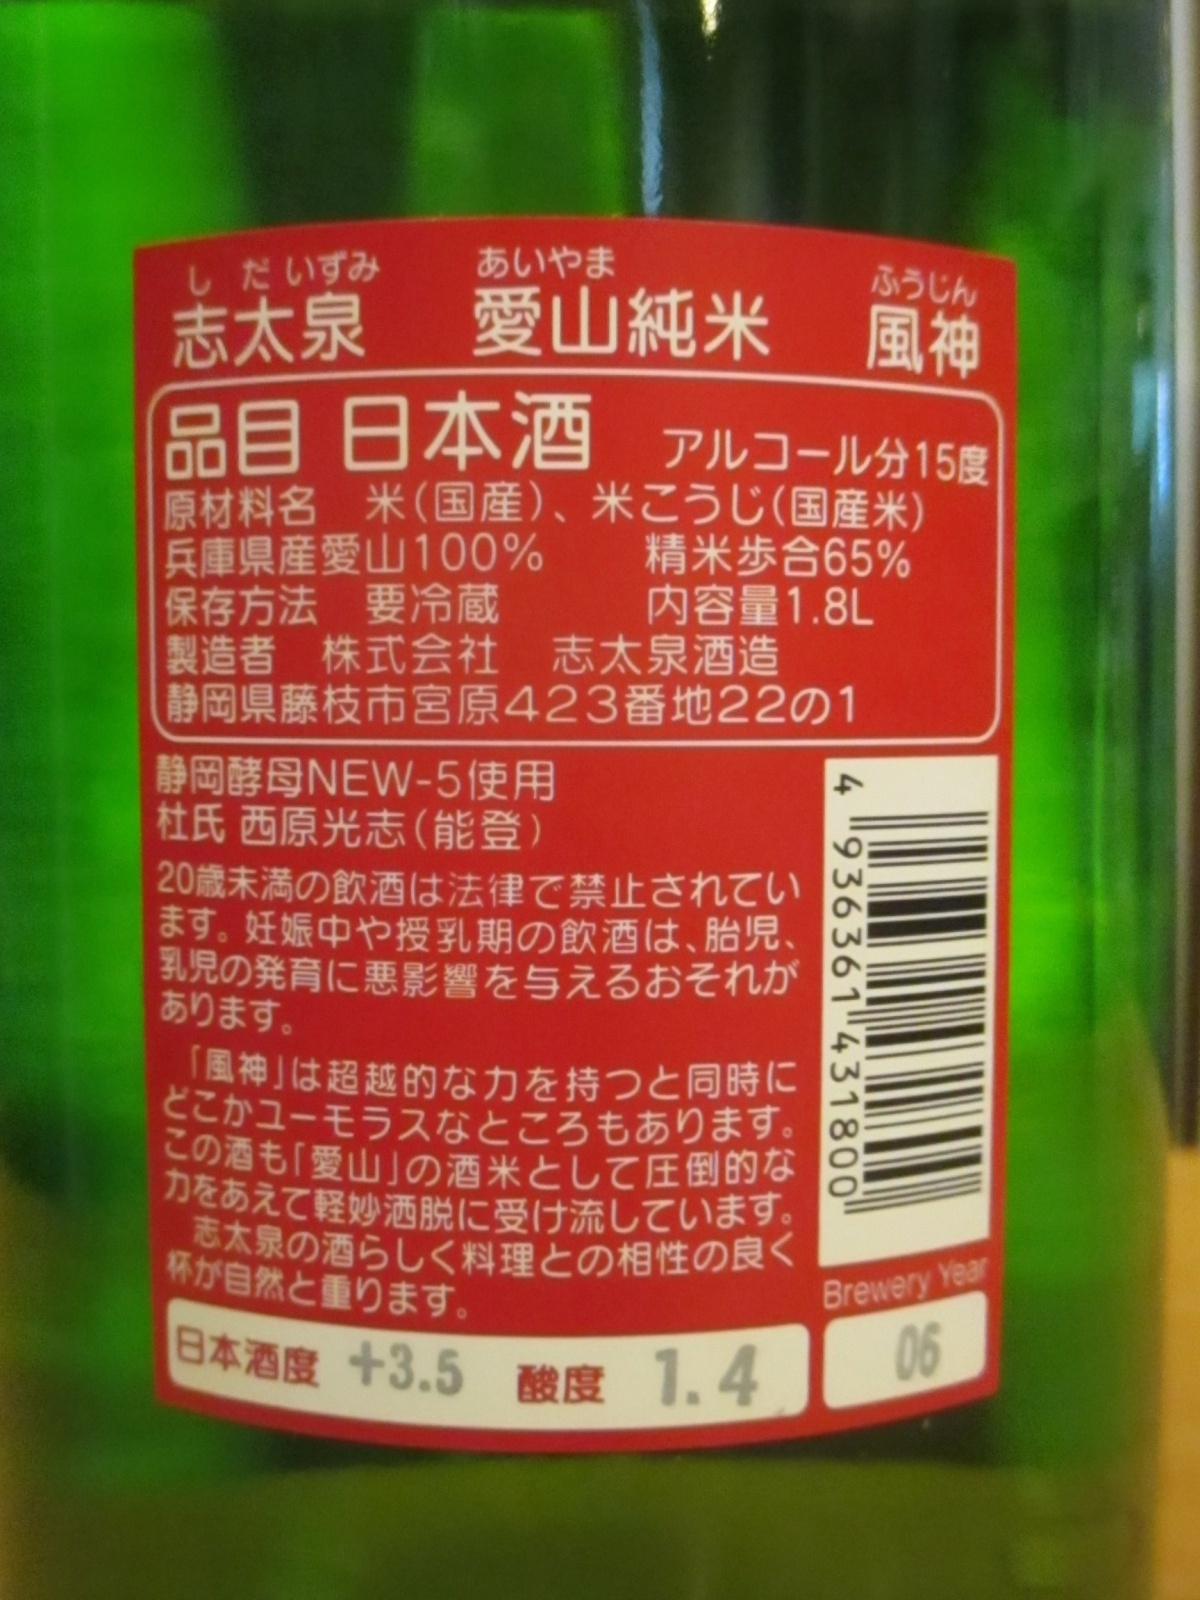 しだいずみ あいやま ふうじん
志太泉 愛山純米 風神
品目 日本酒 アルコール分15度
原材料名 米(国産)、米こうじ(国産米)
兵庫県産愛山100% 精米歩合65%
保存方法 要冷蔵 内容量1.8L
製造者 株式会社 志太泉酒造
静岡県藤枝市宮原423番地22の1
静岡酵母NEW-5使用
杜氏 西原光志(能登)
20歳未満の飲酒は法律で禁止されてい
ます。妊娠中や授乳期の飲酒は、胎児、
乳児の発育に悪影響を与えるおそれが
あります。
「風神」は超越的な力を持つと同時に
どこかユーモラスなところもあります。
この酒も「愛山」の酒米として圧倒的な
力をあえて軽妙洒脱に受け流しています。
志太泉の酒らしく料理との相性の良く
杯が自然と重ります。
4 936361 431800
Brewery Year
06
日本酒度 +3.5 酸度 1.4